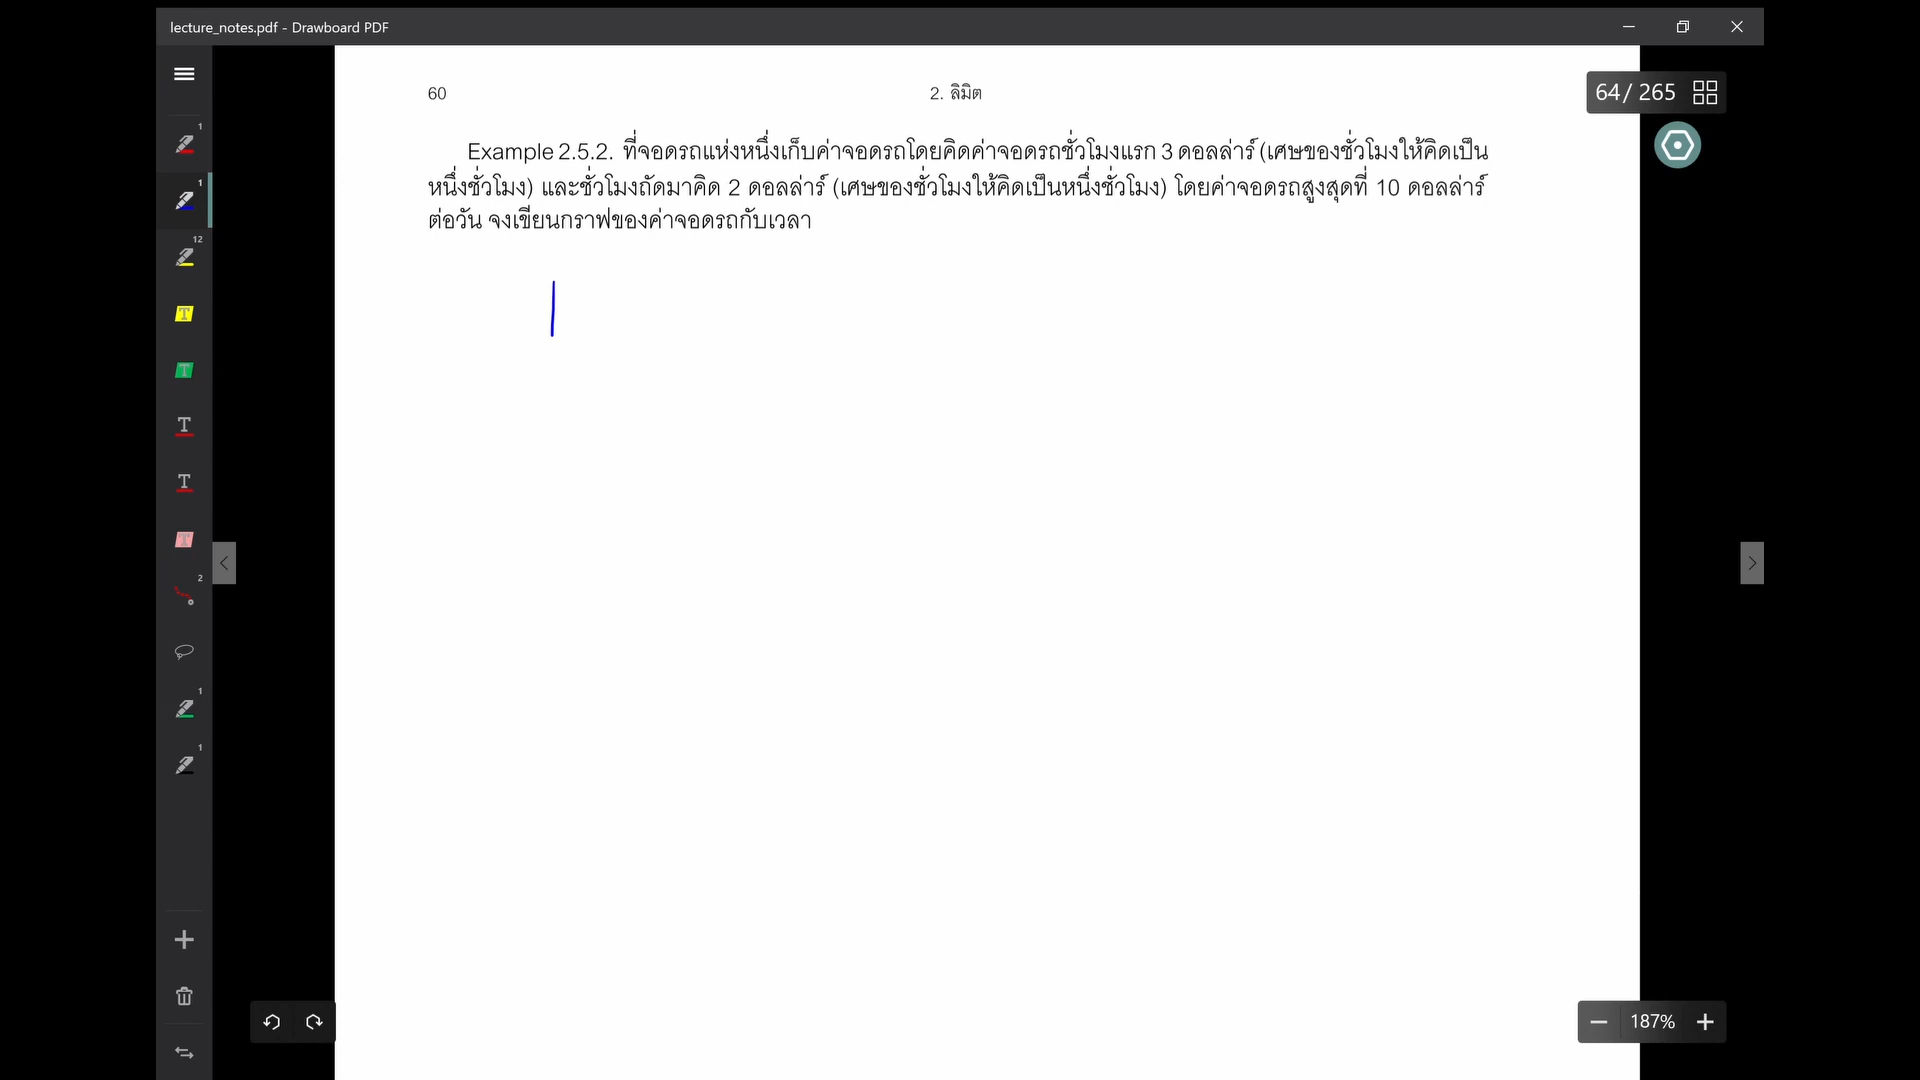 lecture_notes.pdf - Drawboard PDF
60
2. ลิมิต
64 / 265
Example 2.5.2. ที่จอดรถแห่งหนึ่งเก็บค่าจอดรถโดยคิดค่าจอดรถชั่วโมงแรก 3 ดอลล่าร์ (เศษของชั่วโมงให้คิดเป็น
หนึ่งชั่วโมง) และชั่วโมงถัดมาคิด 2 ดอลล่าร์ (เศษของชั่วโมงให้คิดเป็นหนึ่งชั่วโมง) โดยค่าจอดรถสูงสุดที่ 10 ดอลล่าร์
ต่อวัน จงเขียนกราฟของค่าจอดรถกับเวลา
1
1
12
T
T
T
T
T
2
1
1
187%